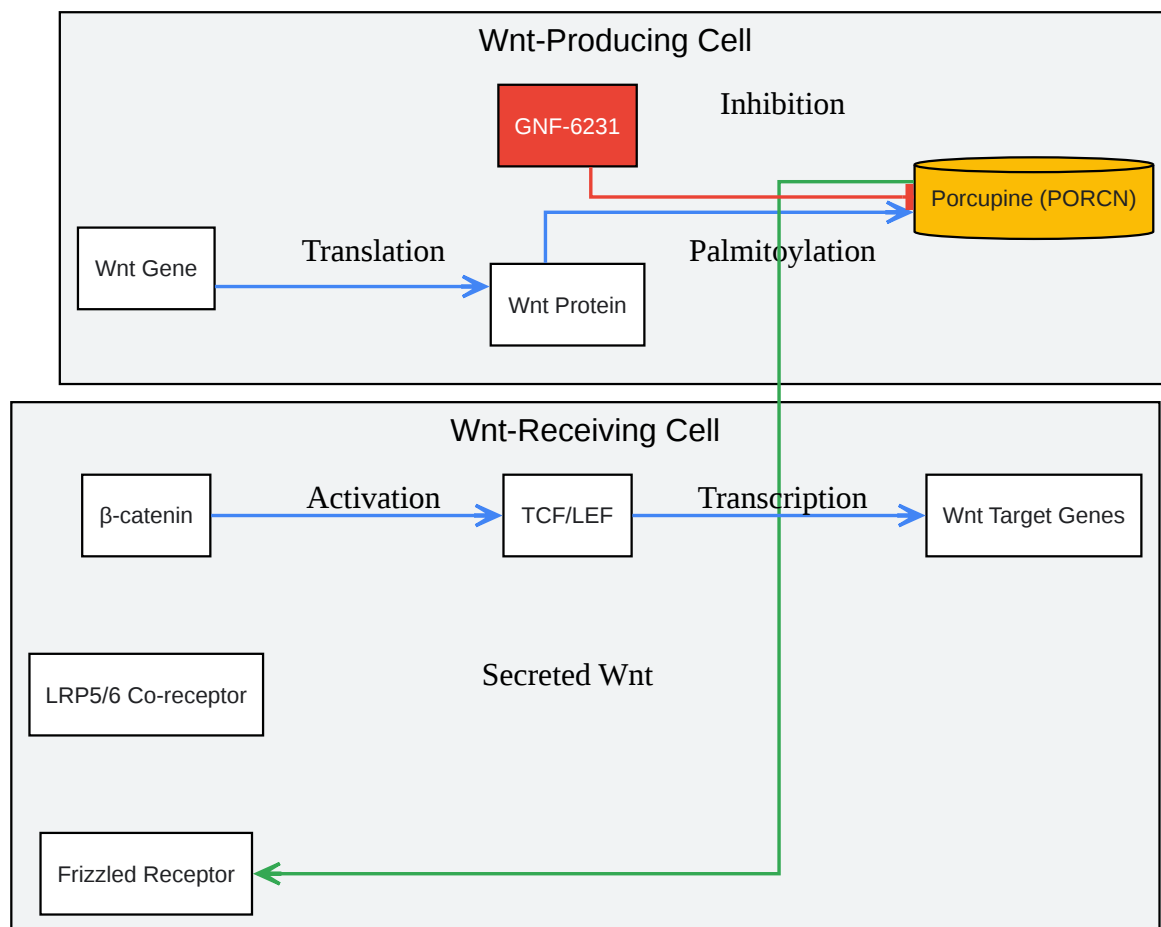 Wnt-Producing Cell
Inhibition
GNF-6231
Porcupine (PORCN)
Translation
Palmitoylation
Wnt Gene
Wnt Protein
Wnt-Receiving Cell
Activation
Transcription
β-catenin
TCF/LEF
Wnt Target Genes
LRP5/6 Co-receptor
Secreted Wnt
Frizzled Receptor